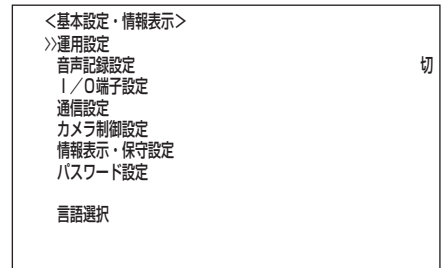 <基本設定・情報表示>
>>運用設定
音声記録設定 切
I/O端子設定
通信設定
カメラ制御設定
情報表示・保守設定
パスワード設定
言語選択